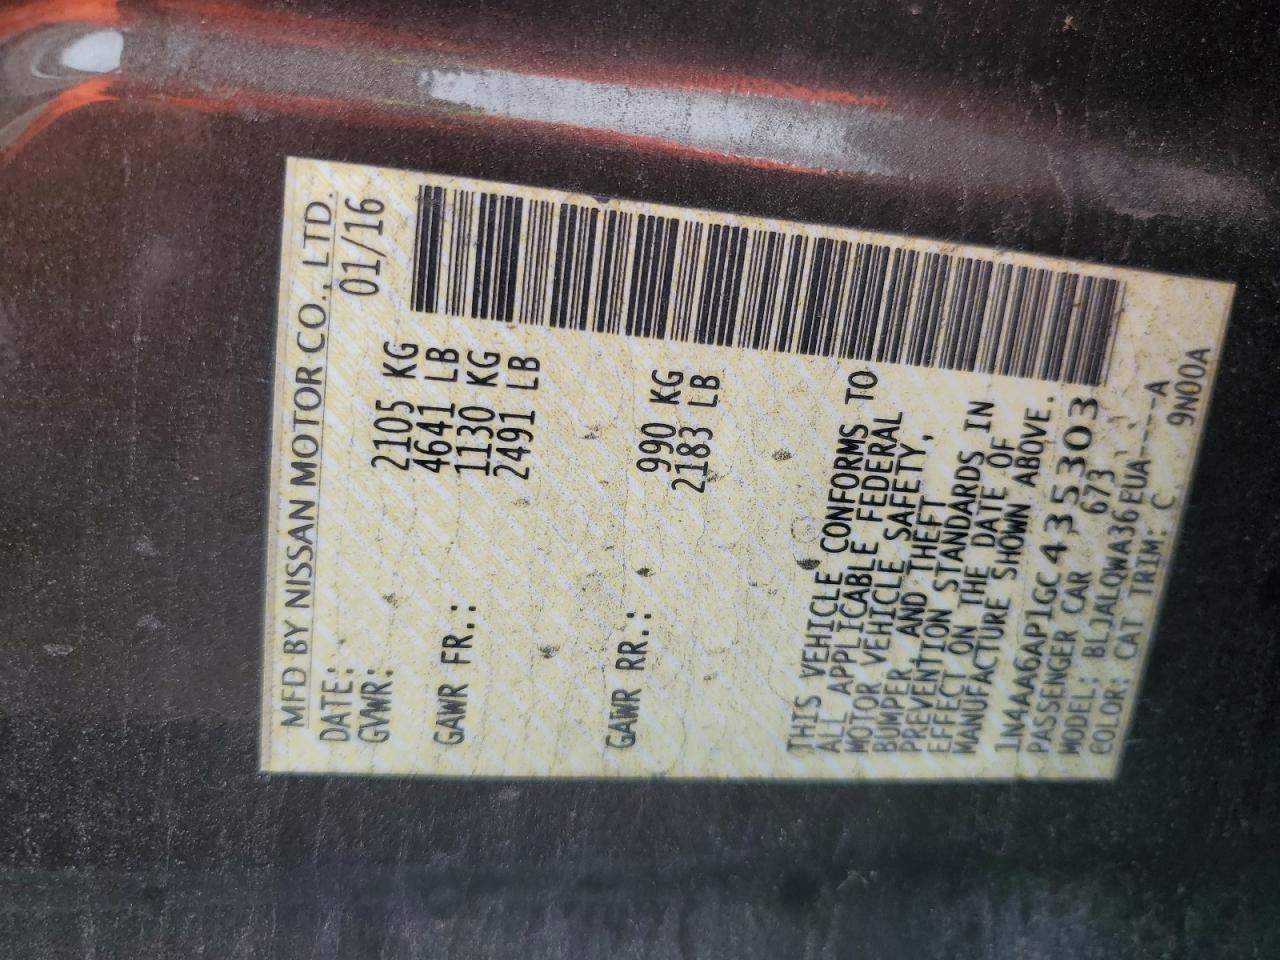 MFD BY NISSAN MOTOR CO., LTD.
DATE: 01/16
GVWR: 2105 KG
4641 LB
GAWR FR.: 1130 KG
2491 LB
GAWR RR.: 990 KG
2183 LB
THIS VEHICLE CONFORMS TO
ALL APPLICABLE FEDERAL
MOTOR VEHICLE SAFETY,
BUMPER, AND THEFT
PREVENTION STANDARDS IN
EFFECT ON THE DATE OF
MANUFACTURE SHOWN ABOVE.
1N4AA6AP1GC435303
PASSENGER CAR 673
MODEL: BLJALQWA36EUA-----A
COLOR: CAT TRIM: C 9N00A